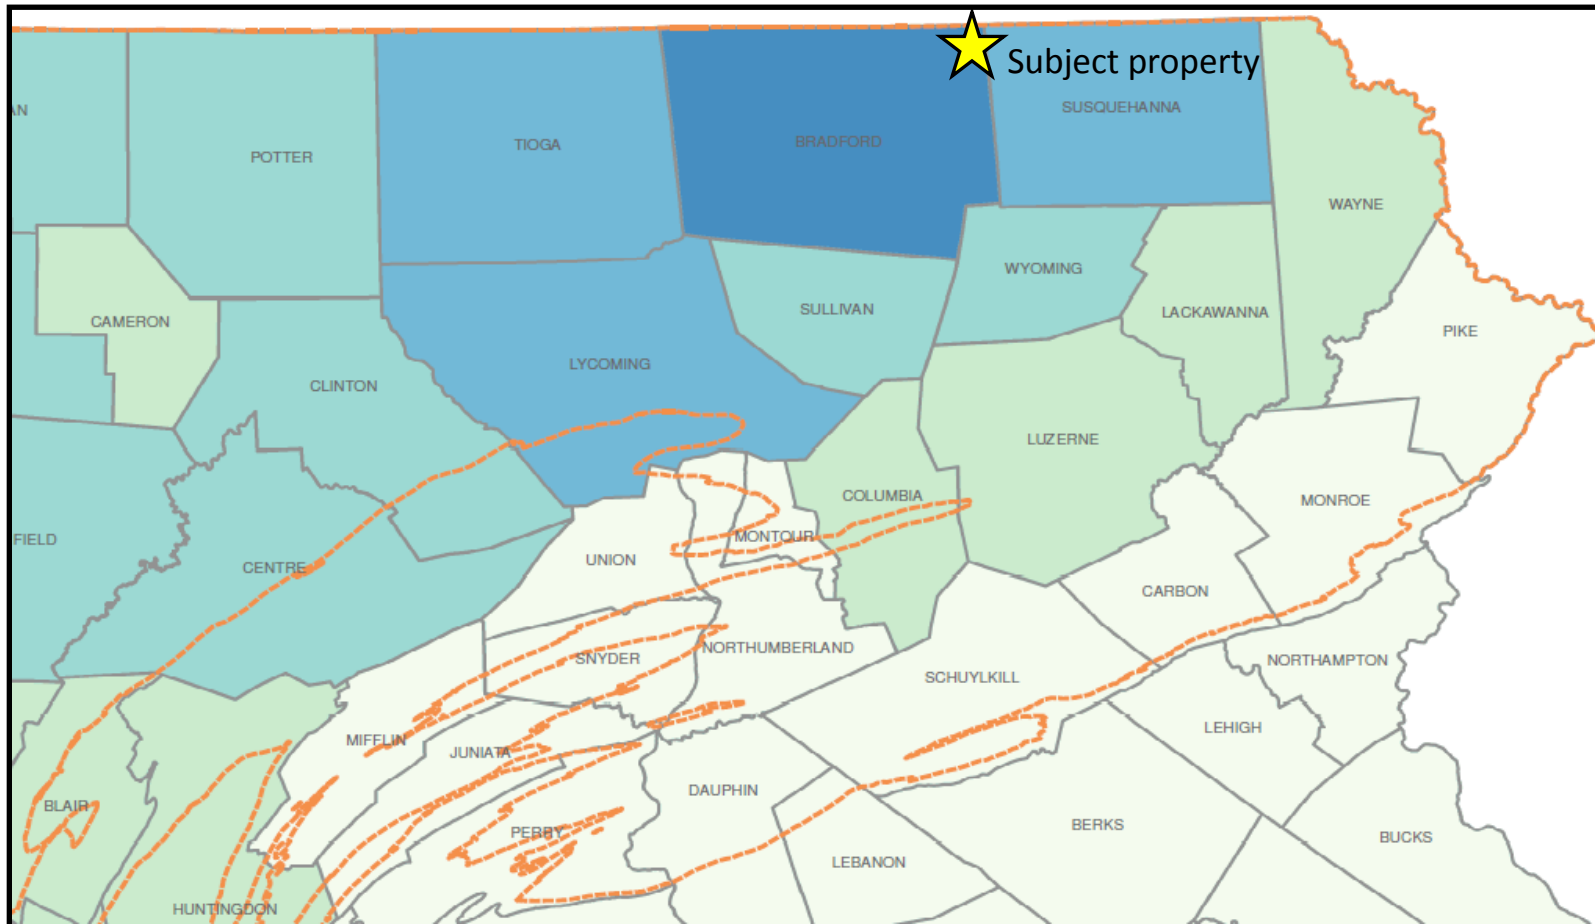 Subject property
AN
SUSQUEHANNA
TIOGA
BRADFORD
POTTER
WAYNE
WYOMING
SULLIVAN
LACKAWANNA
CAMERON
PIKE
LYCOMING
CLINTON
LUZERNE
COLUMBIA
MONROE
FIELD
MONTOUR
UNION
CENTRE
CARBON
NORTHUMBERLAND
SNYDER
NORTHAMPTON
SCHUYLKILL
LEHIGH
MIFFLIN
JUNIATA
DAUPHIN
BLAIR
BERKS
PERRY
BUCKS
LEBANON
HUNTINGDON